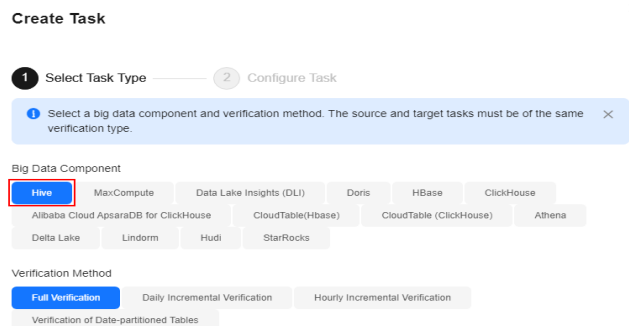 Create Task
1 Select Task Type 2 Configure Task
Select a big data component and verification method. The source and target tasks must be of the same
verification type.
Big Data Component
Hive MaxCompute Data Lake Insights (DLI) Doris HBase ClickHouse
Alibaba Cloud ApsaraDB for ClickHouse CloudTable(Hbase) CloudTable (ClickHouse) Athena
Delta Lake Lindorm Hudi StarRocks
Verification Method
Full Verification Daily Incremental Verification Hourly Incremental Verification
Verification of Date-partitioned Tables